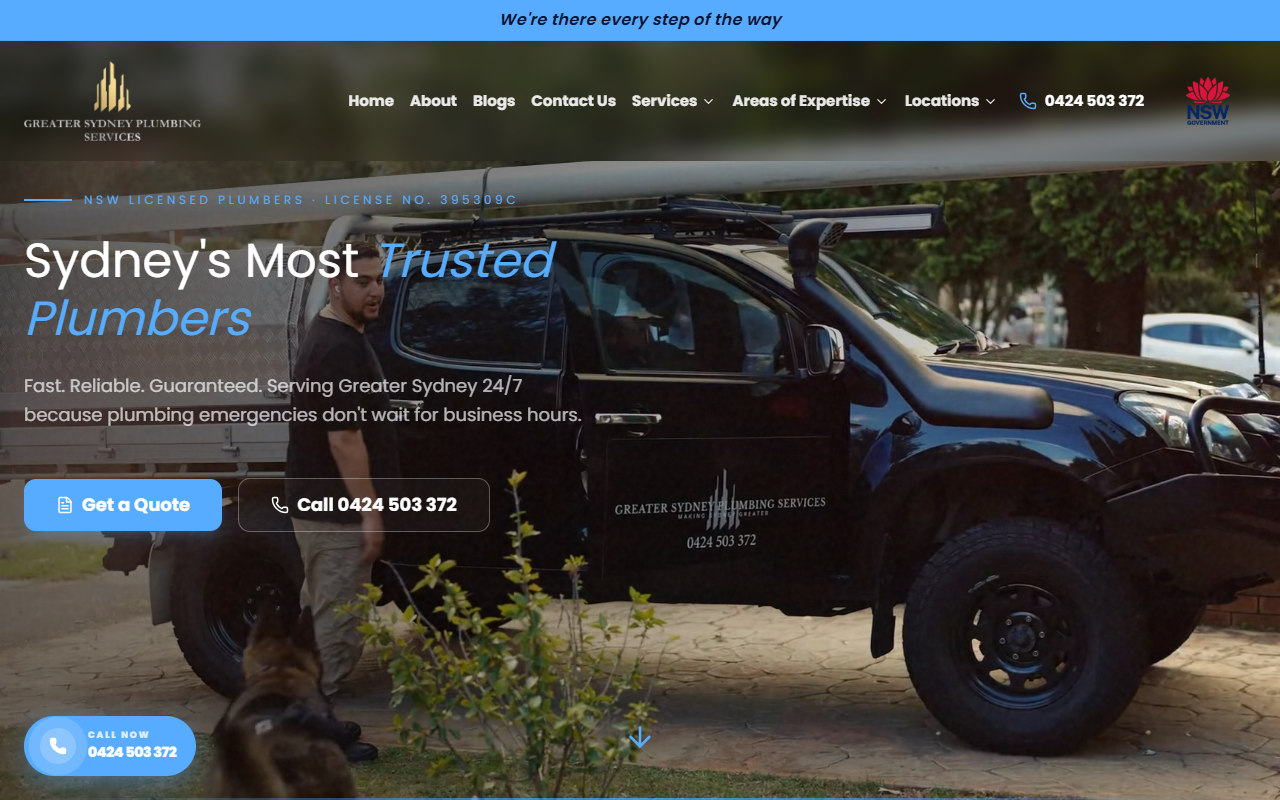 We're there every step of the way
GREATER SYDNEY PLUMBING
SERVICES
Home
About
Blogs
Contact Us
Services
Areas of Expertise
Locations
0424 503 372
NSW
GOVERNMENT
NSW LICENSED PLUMBERS · LICENSE NO. 395309C
Sydney's Most Trusted
Plumbers
Fast. Reliable. Guaranteed. Serving Greater Sydney 24/7
because plumbing emergencies don't wait for business hours.
Get a Quote
Call 0424 503 372
GREATER SYDNEY PLUMBING SERVICES
MAKING SYDNEY GREATER
0424 503 372
CALL NOW
0424 503 372